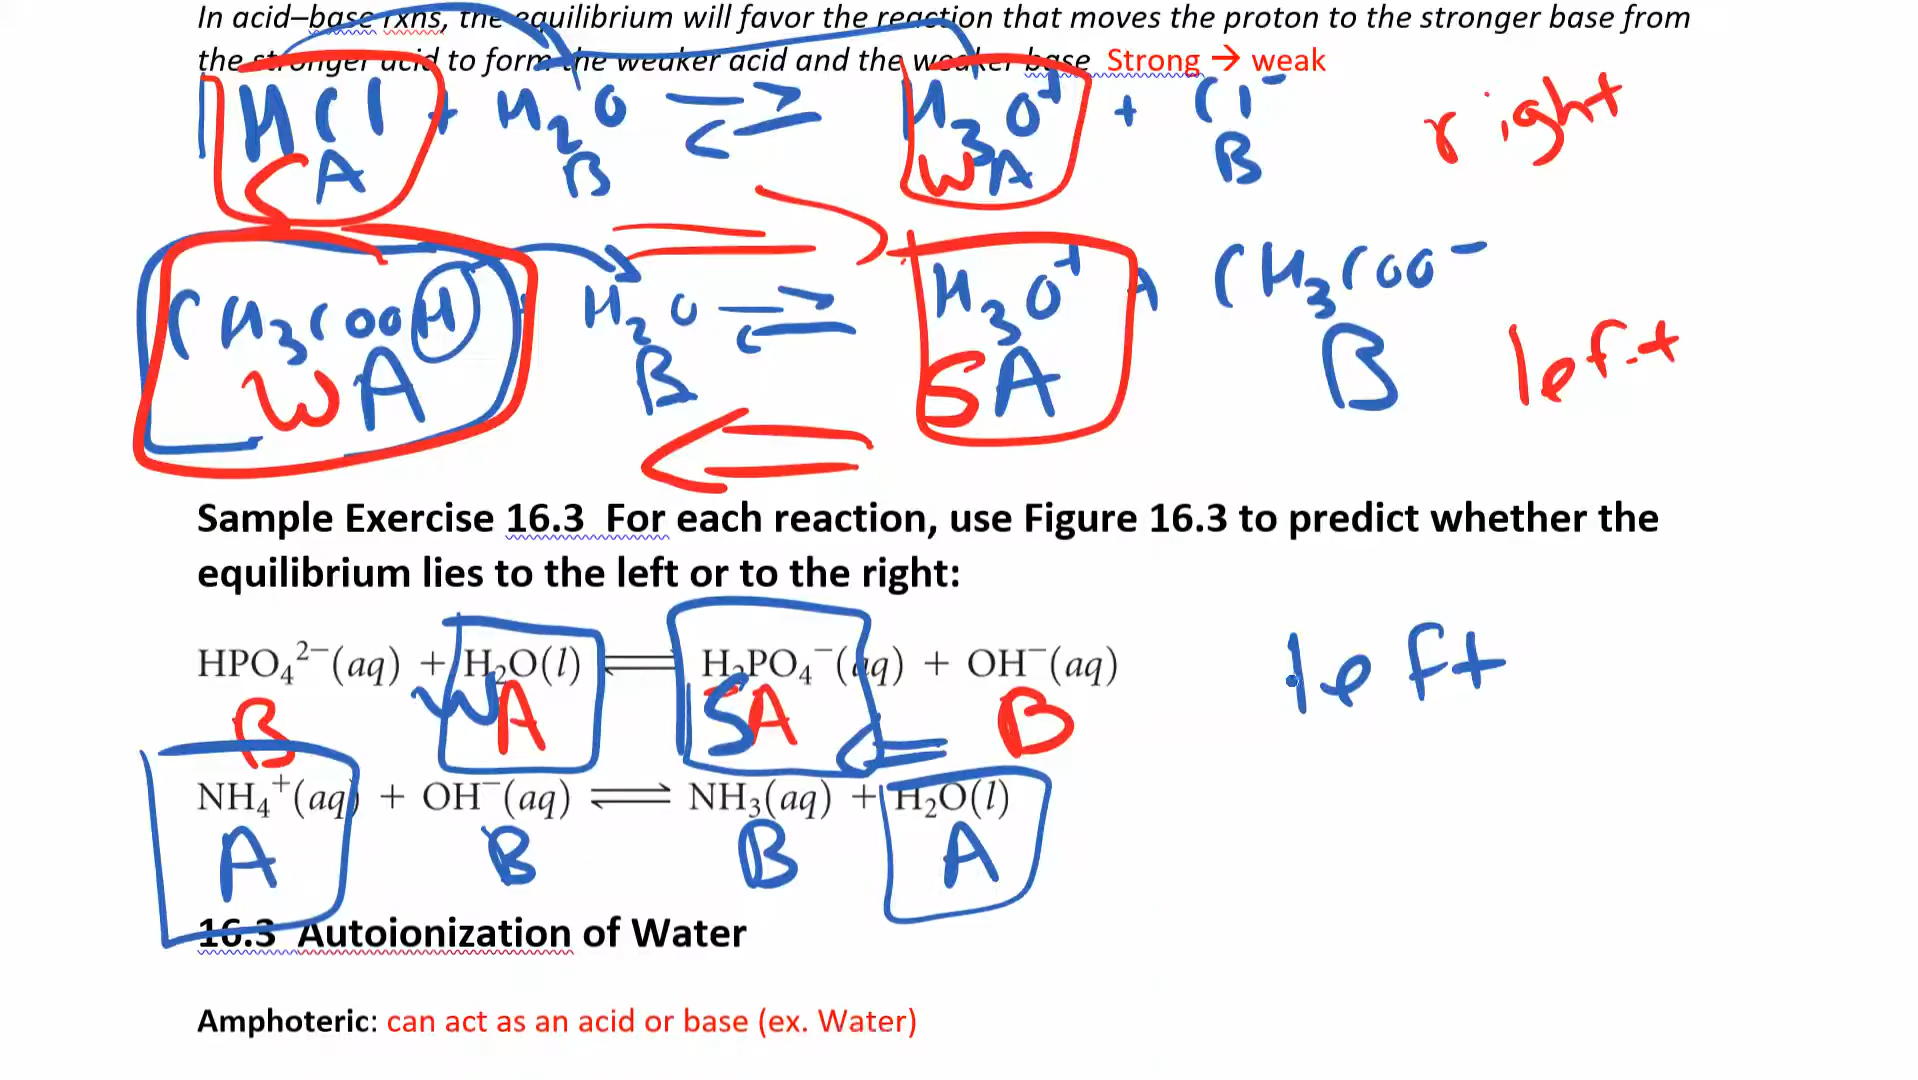 In acid–base rxns, the equilibrium will favor the reaction that moves the proton to the stronger base from
the stronger acid to form the weaker acid and the weaker base Strong → weak
HCl + H₂O ⇌ H₃O⁺ + Cl⁻ right
S A B W A B
CH₃COOH + H₂O ⇌ H₃O⁺ + CH₃COO⁻ left
W A B S A B
Sample Exercise 16.3 For each reaction, use Figure 16.3 to predict whether the
equilibrium lies to the left or to the right:
HPO₄²⁻(aq) + H₂O(l) ⇌ H₂PO₄⁻(aq) + OH⁻(aq) left
B W A S A B
NH₄⁺(aq) + OH⁻(aq) ⇌ NH₃(aq) + H₂O(l)
A B B A
16.3 Autoionization of Water
Amphoteric: can act as an acid or base (ex. Water)